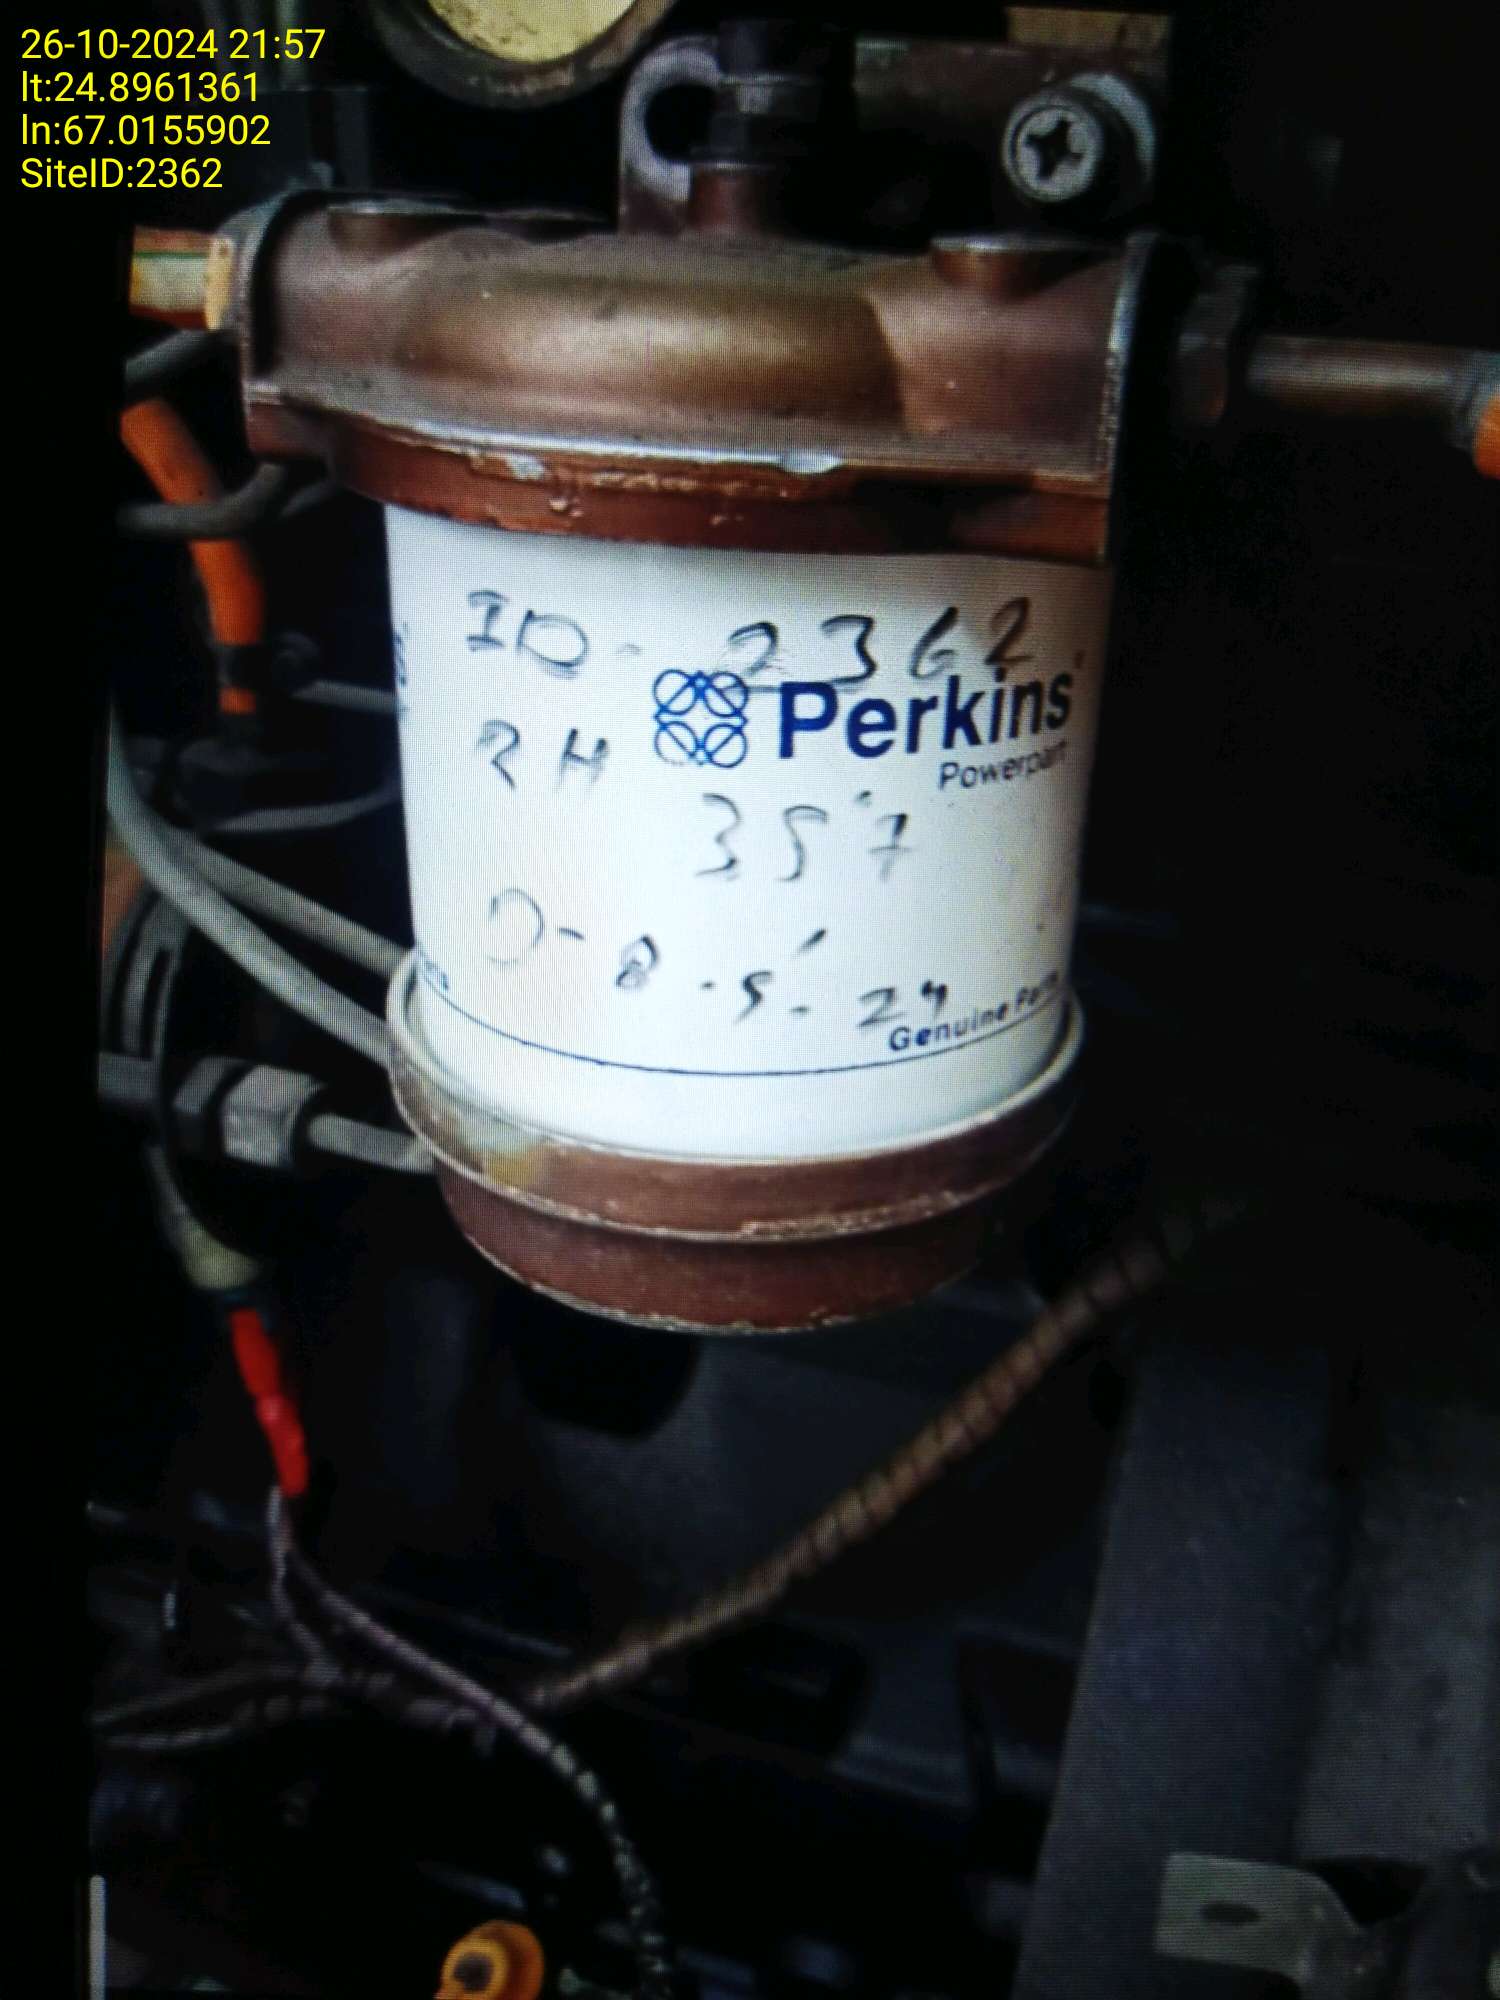 26-10-2024 21:57
lt:24.8961361
ln:67.0155902
SiteID:2362
ID - 2362
Perkins
RH
Powerpart
357
D-8-5-24
Genuine Parts